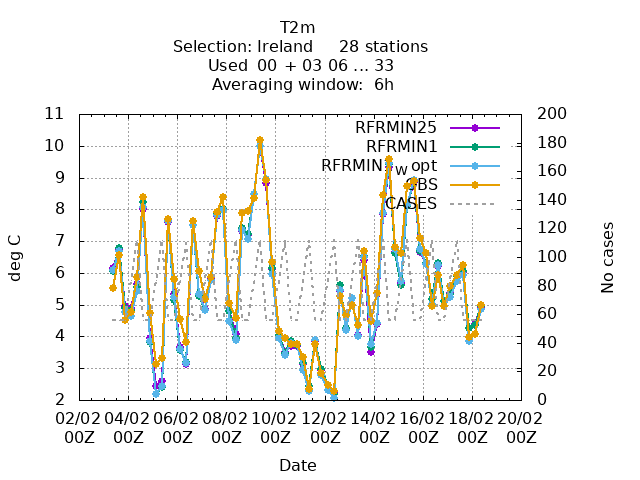 T2m
Selection: Ireland 28 stations
Used 00 + 03 06 ... 33
Averaging window: 6h
11 200
10 180
9 160
8 140
7 120
6 100
5 80
4 60
3 40
2 20
0
deg C
No cases
RFRMIN25
RFRMIN1
OBS
CASES
02/02 04/02 06/02 08/02 10/02 12/02 14/02 16/02 18/02 20/02
00Z 00Z 00Z 00Z 00Z 00Z 00Z 00Z 00Z 00Z
Date